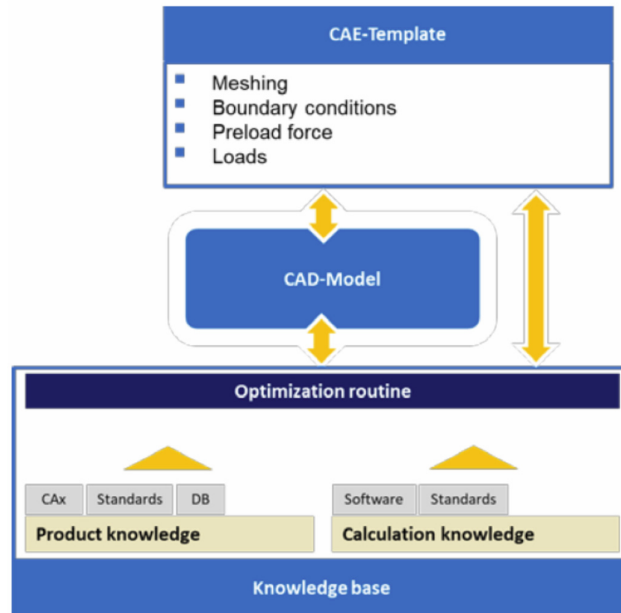 CAE-Template
Meshing
Boundary conditions
Preload force
Loads
CAD-Model
Optimization routine
CAx Standards DB
Product knowledge
Software Standards
Calculation knowledge
Knowledge base